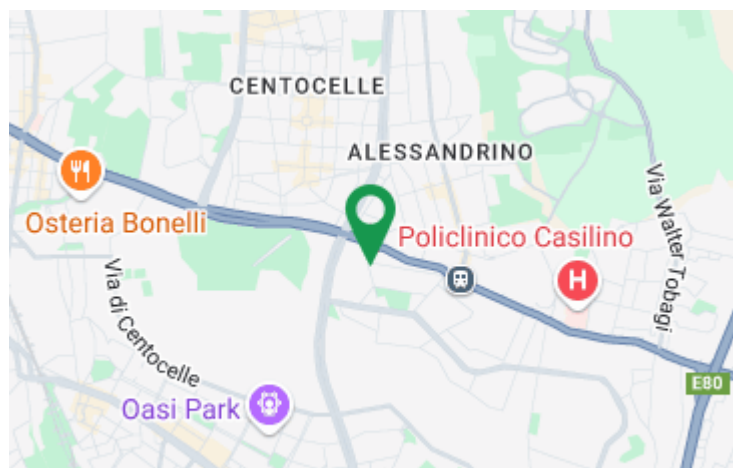 CENTOCELLE
ALESSANDRINO
Via Walter Tobagi
Osteria Bonelli
Policlinico Casilino
H
Via di Centocelle
E80
Oasi Park